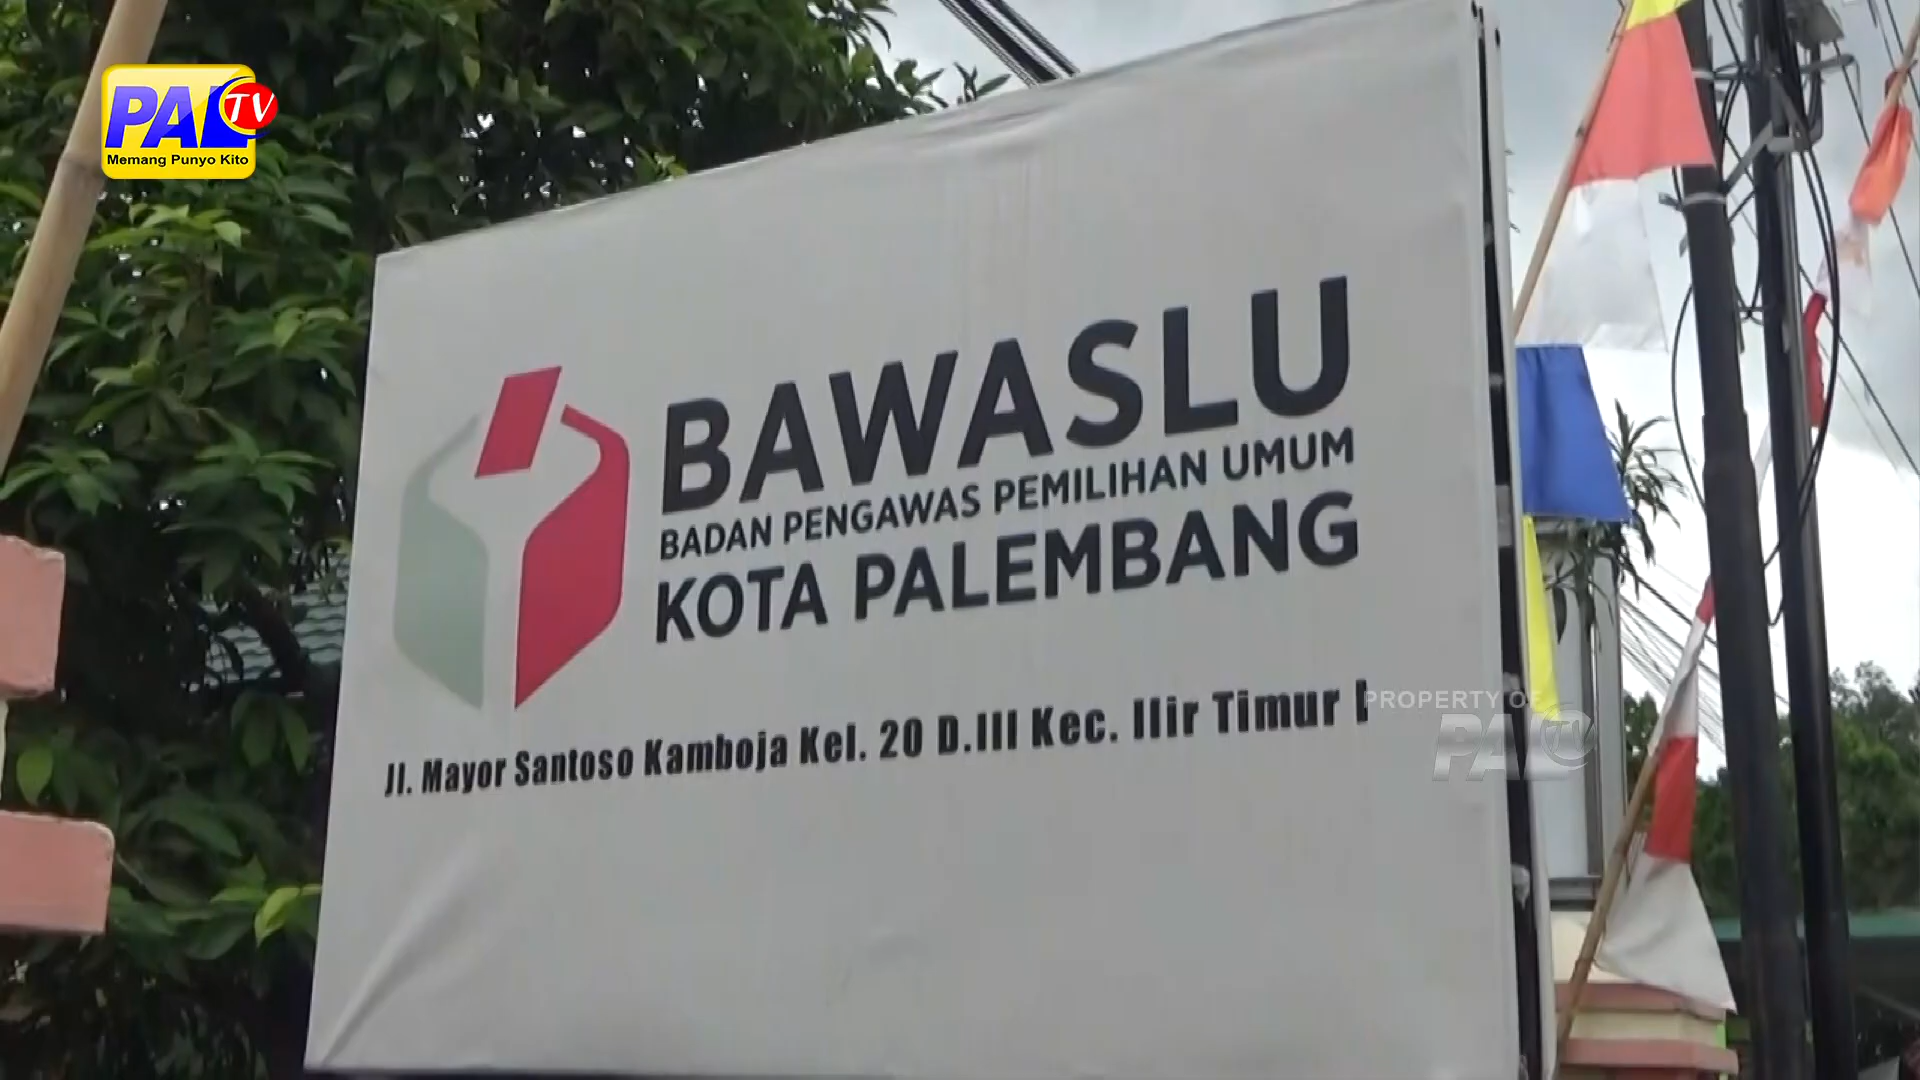 PAL TV
Memang Punyo Kito
BAWASLU
BADAN PENGAWAS PEMILIHAN UMUM
KOTA PALEMBANG
Jl. Mayor Santoso Kamboja Kel. 20 D.III Kec. Ilir Timur I
PROPERTY OF
PAL TV